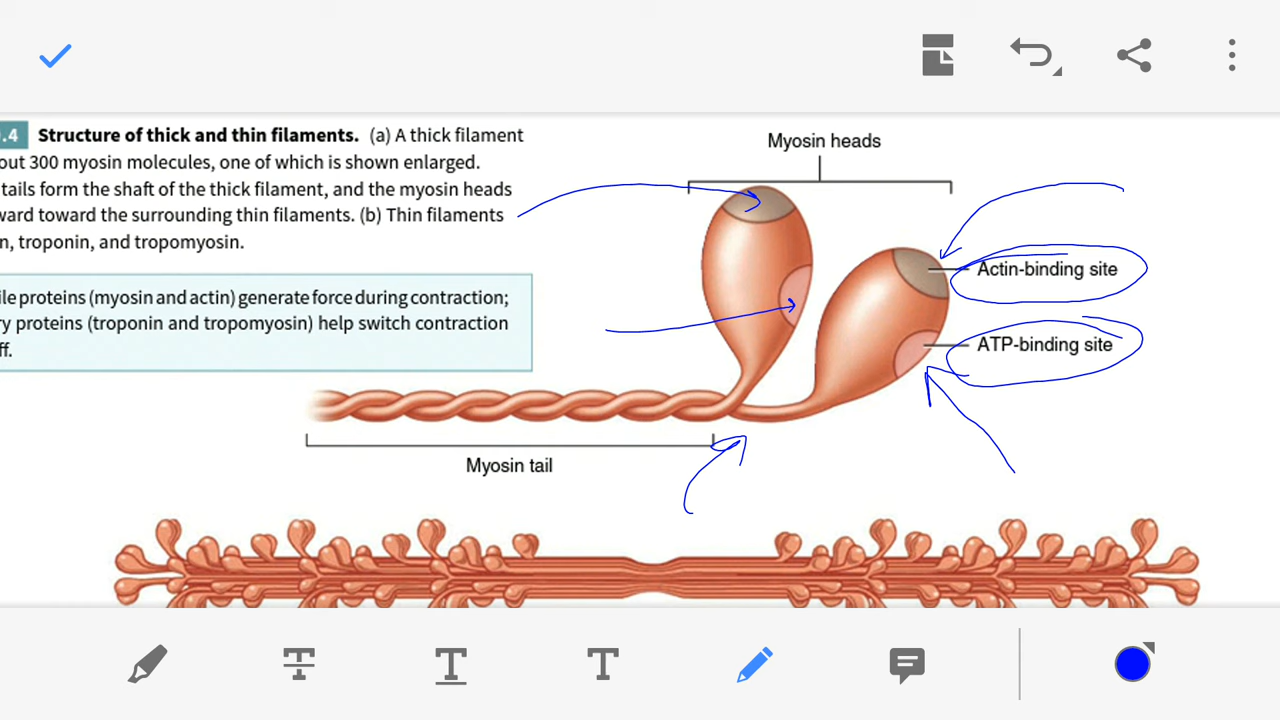 .4 Structure of thick and thin filaments. (a) A thick filament
out 300 myosin molecules, one of which is shown enlarged.
tails form the shaft of the thick filament, and the myosin heads
ward toward the surrounding thin filaments. (b) Thin filaments
n, troponin, and tropomyosin.
ile proteins (myosin and actin) generate force during contraction;
ry proteins (troponin and tropomyosin) help switch contraction
ff.
Myosin heads
Actin-binding site
ATP-binding site
Myosin tail